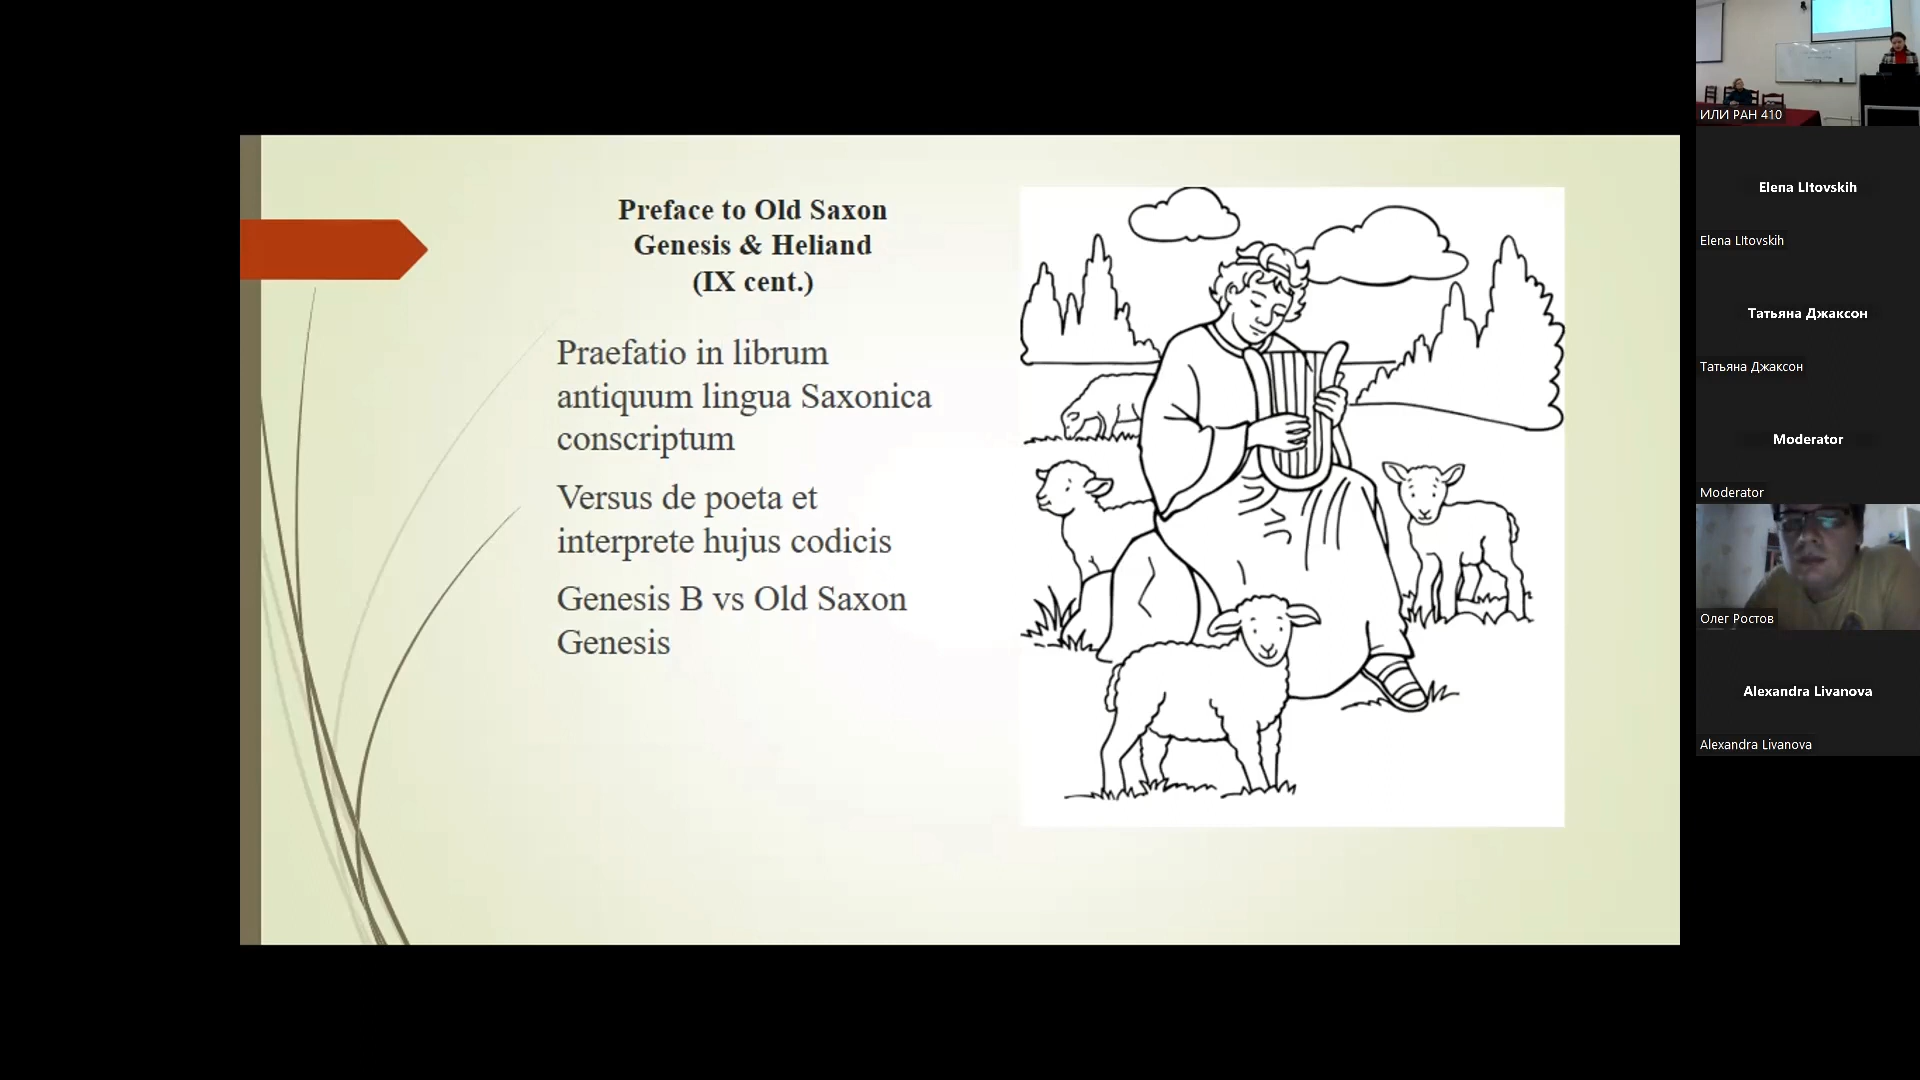 Preface to Old Saxon
Genesis & Heliand
(IX cent.)
Praefatio in librum
antiquum lingua Saxonica
conscriptum
Versus de poeta et
interprete hujus codicis
Genesis B vs Old Saxon
Genesis
ИЛИ РАН 410
Elena LItovskih
Elena LItovskih
Татьяна Джаксон
Татьяна Джаксон
Moderator
Moderator
Олег Ростов
Alexandra Livanova
Alexandra Livanova